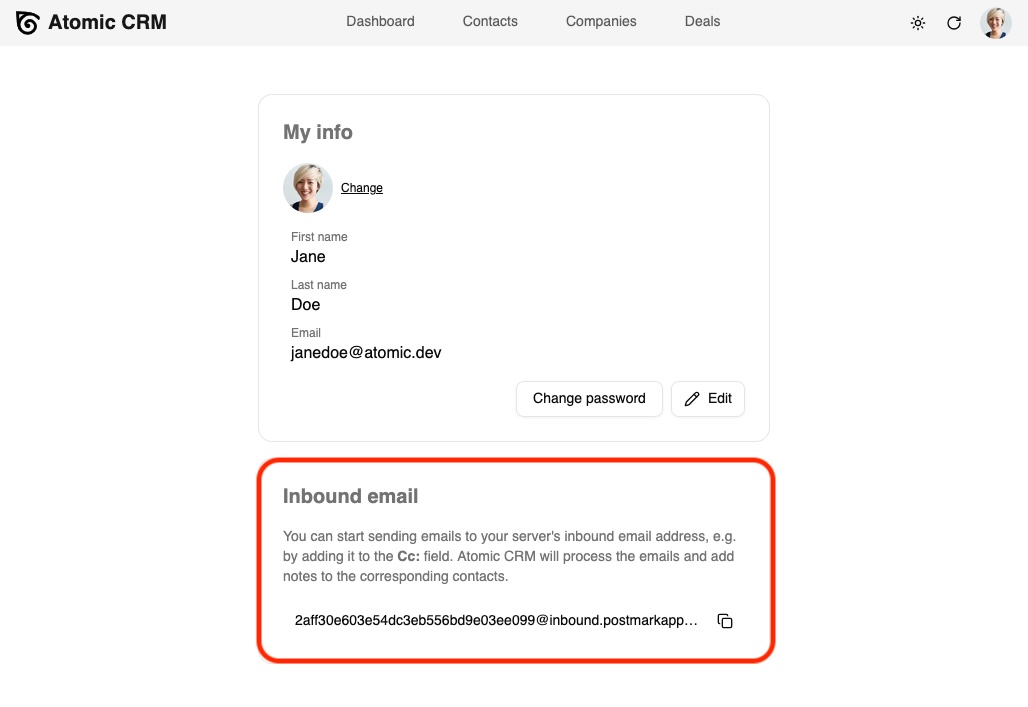 Atomic CRM
Dashboard Contacts Companies Deals
My info
Change
First name
Jane
Last name
Doe
Email
janedoe@atomic.dev
Change password Edit
Inbound email
You can start sending emails to your server's inbound email address, e.g.
by adding it to the Cc: field. Atomic CRM will process the emails and add
notes to the corresponding contacts.
2aff30e603e54dc3eb556bd9e03ee099@inbound.postmarkapp...